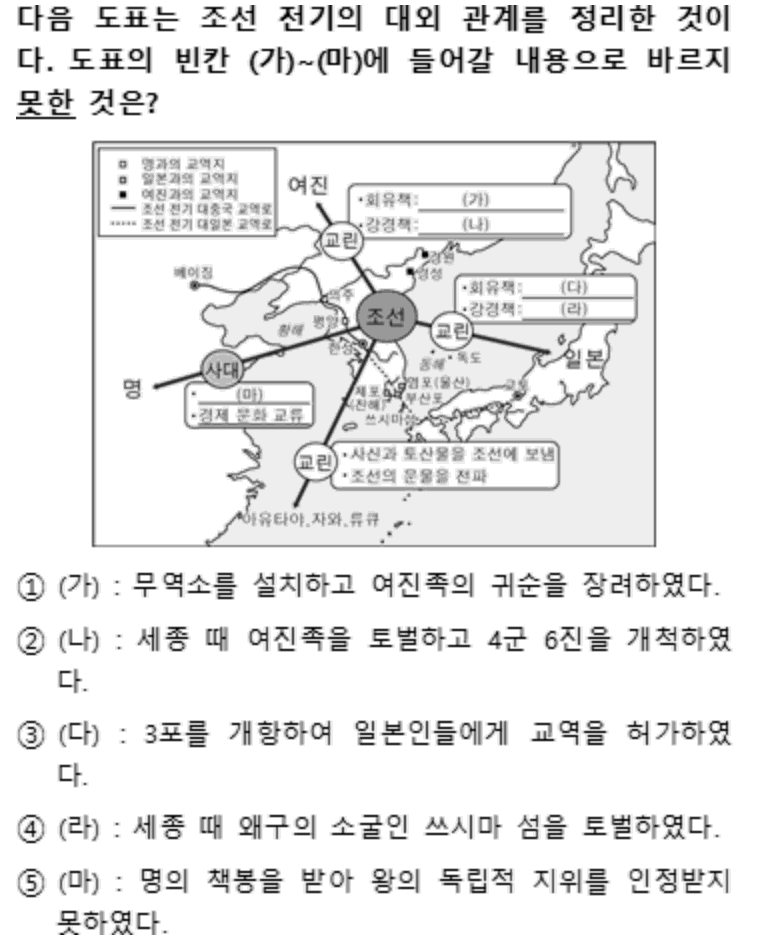 다음 도표는 조선 전기의 대외 관계를 정리한 것이
다. 도표의 빈칸 (가)~(마)에 들어갈 내용으로 바르지
못한 것은?
명과의 교역지
일본과의 교역지
여진과의 교역지
조선 전기 대중국 교역로
조선 전기 대일본 교역로
여진
•회유책: (가)
•강경책: (나)
교린
경원
경성
베이징
의주
•회유책: (다)
•강경책: (라)
조선
평양
황해
교린
한성
동해
독도
일본
사대
명
• (마)
•경제 문화 교류
제포
(진해)
염포(울산)
부산포
교토
쓰시마섬
교린
•사신과 토산물을 조선에 보냄
•조선의 문물을 전파
아유타야,자와,류큐
① (가) : 무역소를 설치하고 여진족의 귀순을 장려하였다.
② (나) : 세종 때 여진족을 토벌하고 4군 6진을 개척하였
다.
③ (다) : 3포를 개항하여 일본인들에게 교역을 허가하였
다.
④ (라) : 세종 때 왜구의 소굴인 쓰시마 섬을 토벌하였다.
⑤ (마) : 명의 책봉을 받아 왕의 독립적 지위를 인정받지
못하였다.